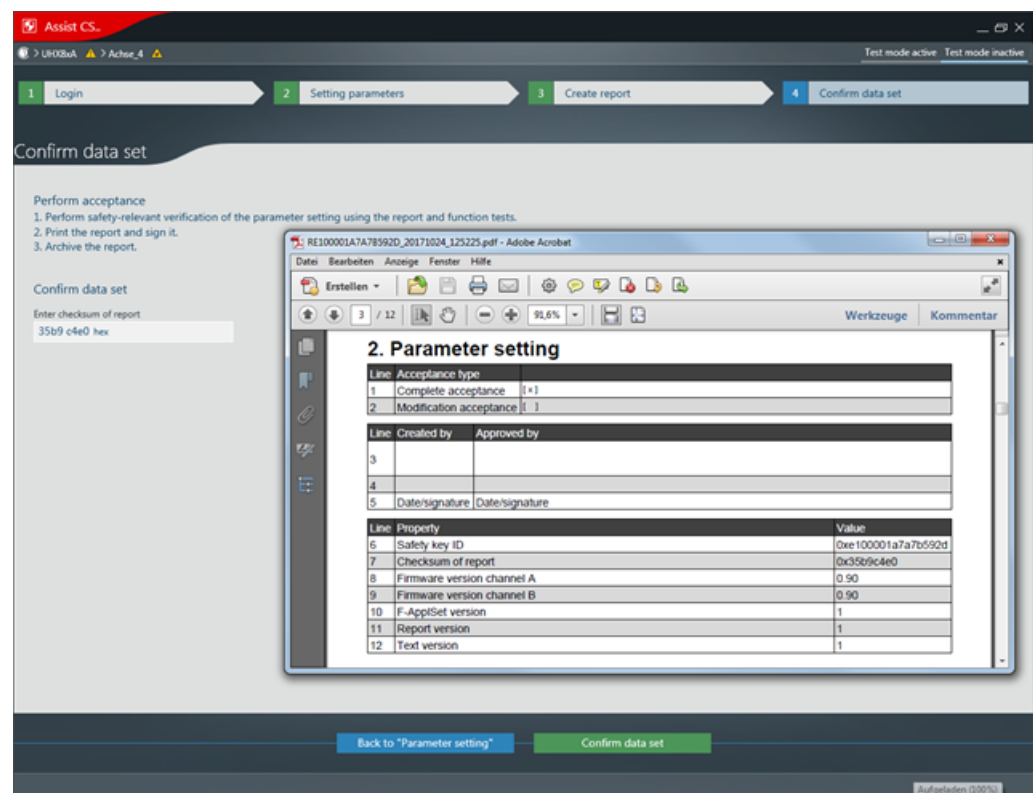 Assist CS..
> UHX8xA > Achse_4
Test mode active Test mode inactive
1 Login
2 Setting parameters
3 Create report
4 Confirm data set
Confirm data set
Perform acceptance
1. Perform safety-relevant verification of the parameter setting using the report and function tests.
2. Print the report and sign it.
3. Archive the report.
Confirm data set
Enter checksum of report
35b9 c4e0 hex
RE100001A7A7B592D_20171024_125225.pdf - Adobe Acrobat
Datei Bearbeiten Anzeige Fenster Hilfe
Erstellen
3 / 12 91,6% Werkzeuge Kommentar
2. Parameter setting
Line Acceptance type
1 Complete acceptance [×]
2 Modification acceptance [ ]
Line Created by Approved by
3
4
5 Date/signature Date/signature
Line Property Value
6 Safety key ID 0xe100001a7a7b592d
7 Checksum of report 0x35b9c4e0
8 Firmware version channel A 0.90
9 Firmware version channel B 0.90
10 F-ApplSet version 1
11 Report version 1
12 Text version 1
Back to "Parameter setting"
Confirm data set
Aufgeladen (100%)